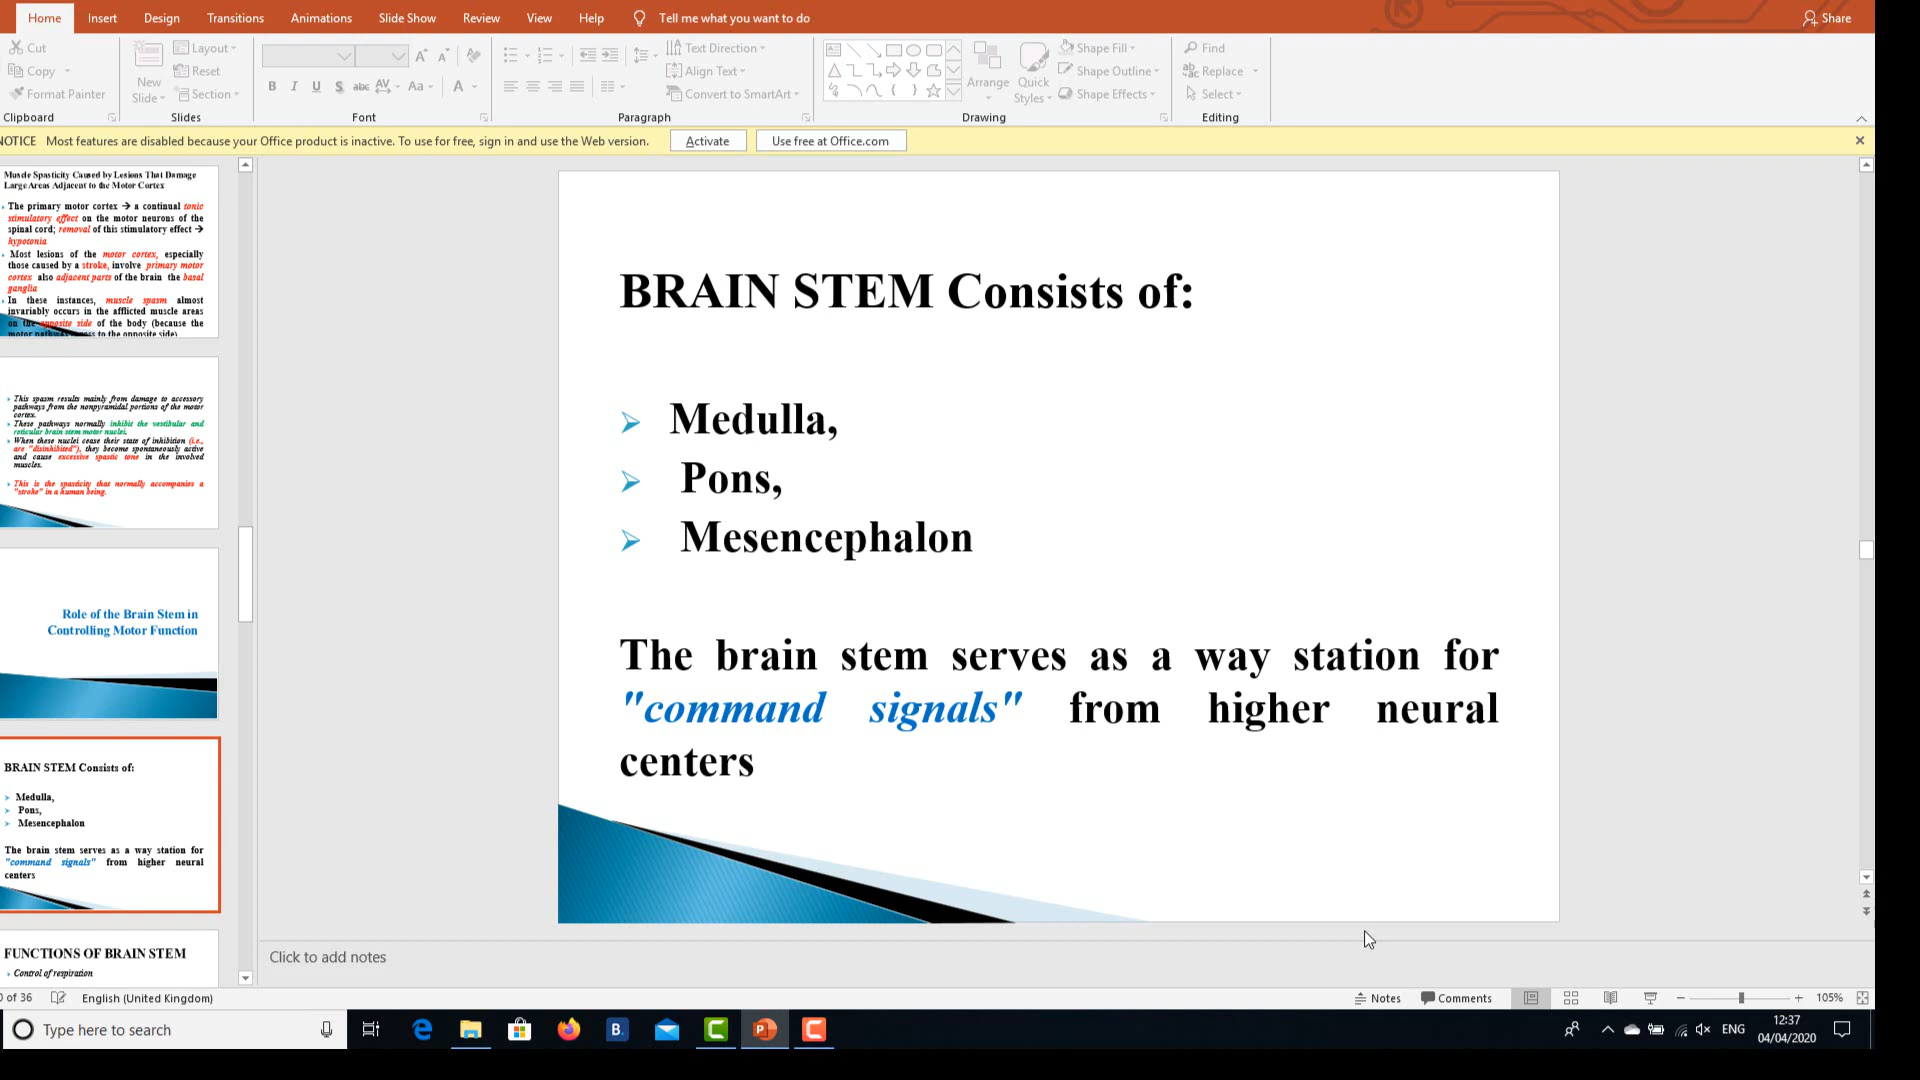 Home Insert Design Transitions Animations Slide Show Review View Help Tell me what you want to do Share
Cut
Copy
Format Painter
Clipboard
New Slide
Layout
Reset
Section
Slides
B I U S abc AV Aa A
Font
Text Direction
Align Text
Convert to SmartArt
Paragraph
Arrange
Quick Styles
Shape Fill
Shape Outline
Shape Effects
Drawing
Find
Replace
Select
Editing
NOTICE Most features are disabled because your Office product is inactive. To use for free, sign in and use the Web version. Activate Use free at Office.com
Muscle Spasticity Caused by Lesions That Damage
Large Areas Adjacent to the Motor Cortex
The primary motor cortex → a continual tonic
stimulatory effect on the motor neurons of the
spinal cord; removal of this stimulatory effect →
hypotonia
Most lesions of the motor cortex, especially
those caused by a stroke, involve primary motor
cortex also adjacent parts of the brain the basal
ganglia
In these instances, muscle spasm almost
invariably occurs in the afflicted muscle areas
on the opposite side of the body (because the
motor pathways cross to the opposite side)
This spasm results mainly from damage to accessory
pathways from the nonpyramidal portions of the motor
cortex.
These pathways normally inhibit the vestibular and
reticular brain stem motor nuclei.
When these nuclei cease their state of inhibition (i.e.,
are "disinhibited"), they become spontaneously active
and cause excessive spastic tone in the involved
muscles.
This is the spasticity that normally accompanies a
"stroke" in a human being.
Role of the Brain Stem in
Controlling Motor Function
BRAIN STEM Consists of:
Medulla,
Pons,
Mesencephalon
The brain stem serves as a way station for
"command signals" from higher neural
centers
FUNCTIONS OF BRAIN STEM
Control of respiration
BRAIN STEM Consists of:
Medulla,
Pons,
Mesencephalon
The brain stem serves as a way station for
"command signals" from higher neural
centers
Click to add notes
of 36 English (United Kingdom) Notes Comments 105%
Type here to search
B.
ENG
12:37
04/04/2020